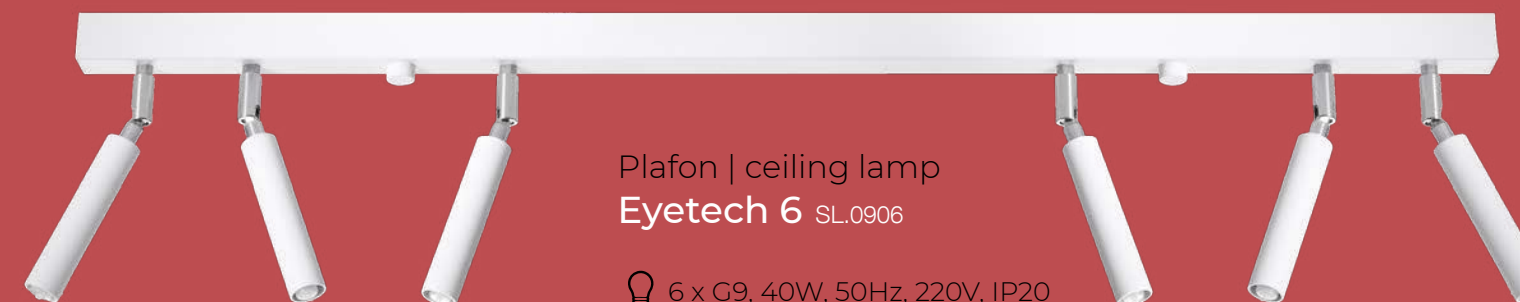 Plafon | ceiling lamp
Eyetech 6 SL.0906
6 x G9, 40W, 50Hz, 220V, IP20